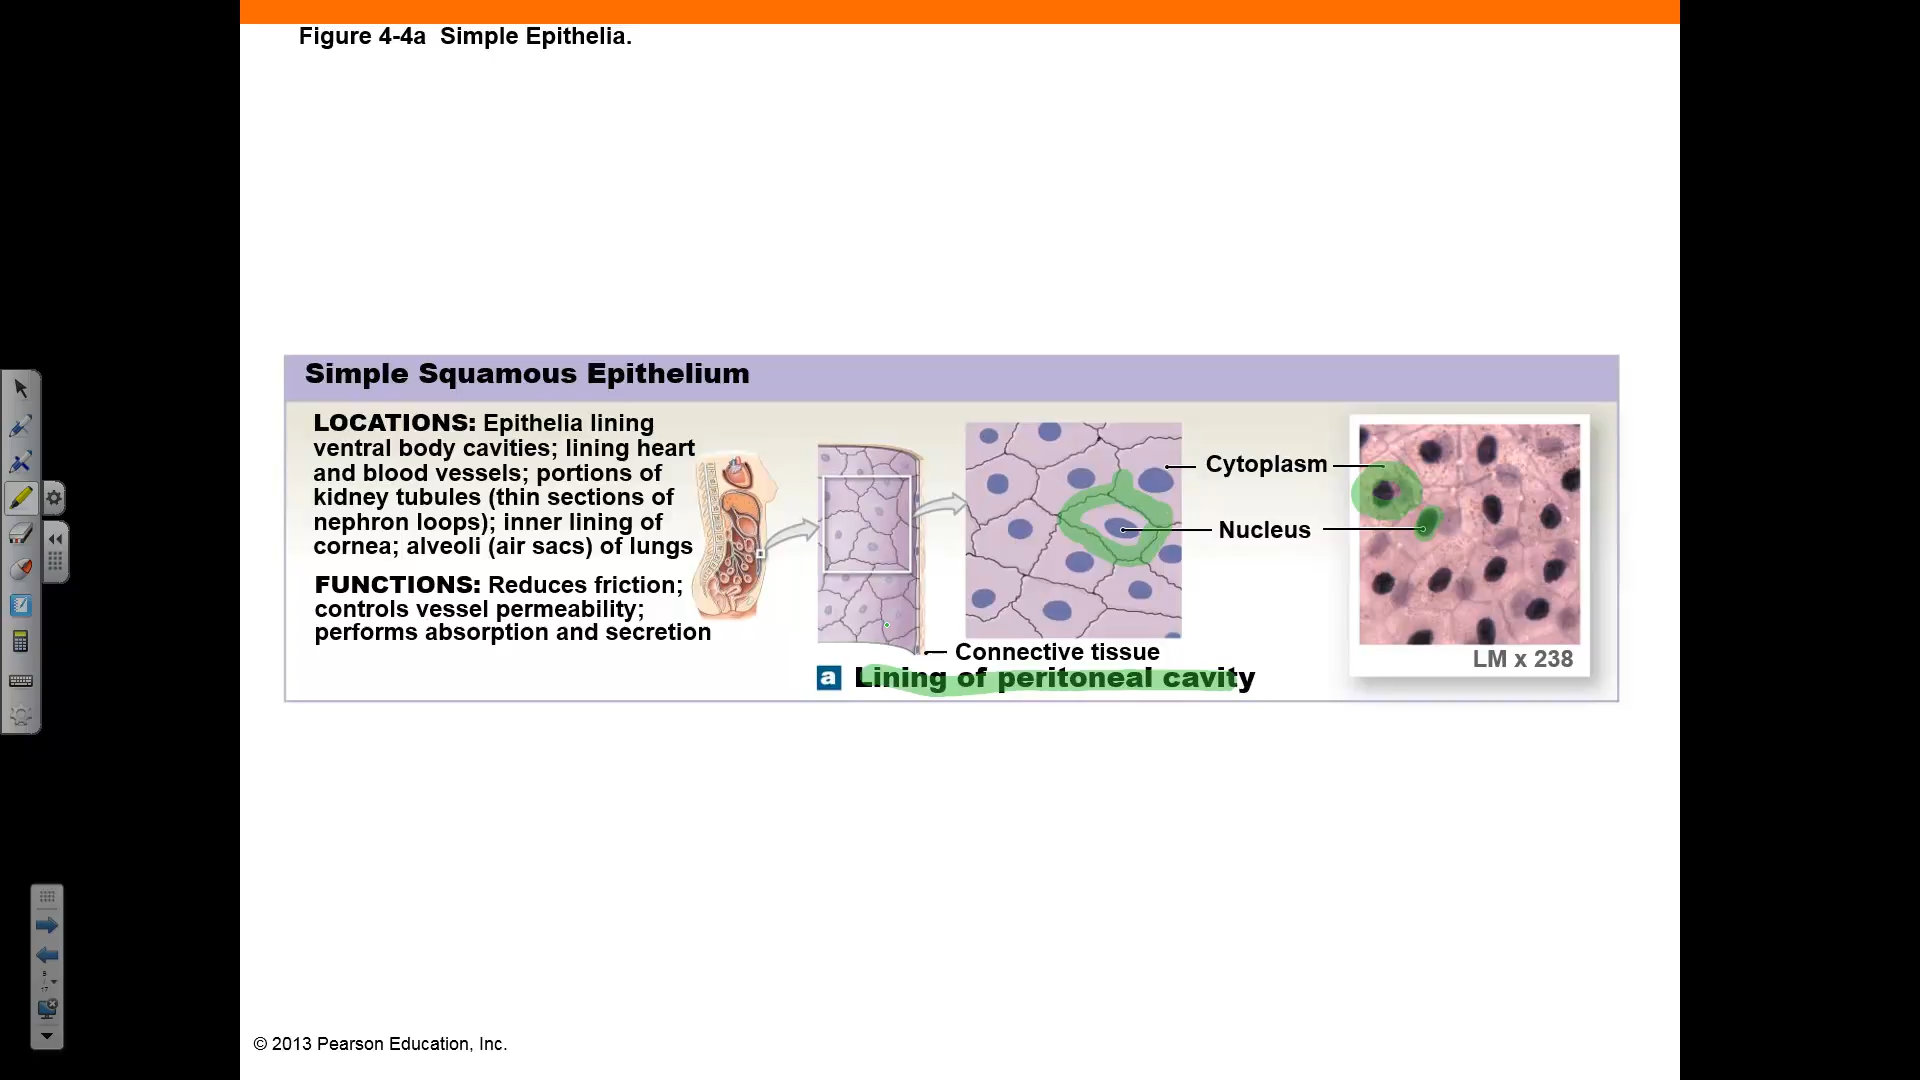 Figure 4-4a Simple Epithelia.
Simple Squamous Epithelium
LOCATIONS: Epithelia lining
ventral body cavities; lining heart
and blood vessels; portions of
kidney tubules (thin sections of
nephron loops); inner lining of
cornea; alveoli (air sacs) of lungs
FUNCTIONS: Reduces friction;
controls vessel permeability;
performs absorption and secretion
Cytoplasm
Nucleus
Connective tissue
a Lining of peritoneal cavity
LM x 238
9
/
17
© 2013 Pearson Education, Inc.